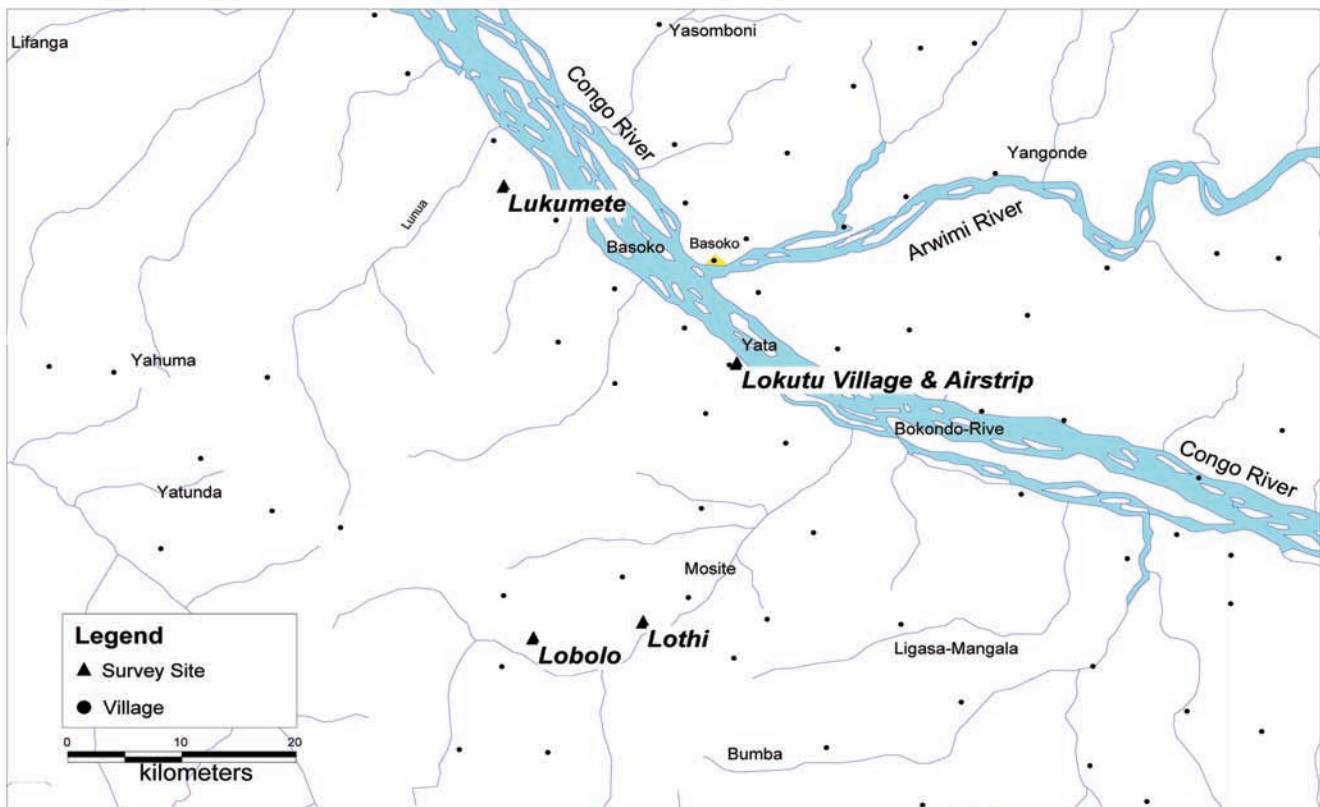 Lifanga
Yasomboni
Congo River
Yangonde
Lukumete
Lunua
Arwimi River
Basoko
Basoko
Yata
Yahuma
Lokutu Village & Airstrip
Bokondo-Rive
Congo River
Yatunda
Mosite
Lothi
Lobolo
Ligasa-Mangala
Bumba
Legend
Survey Site
Village
0 10 20
kilometers